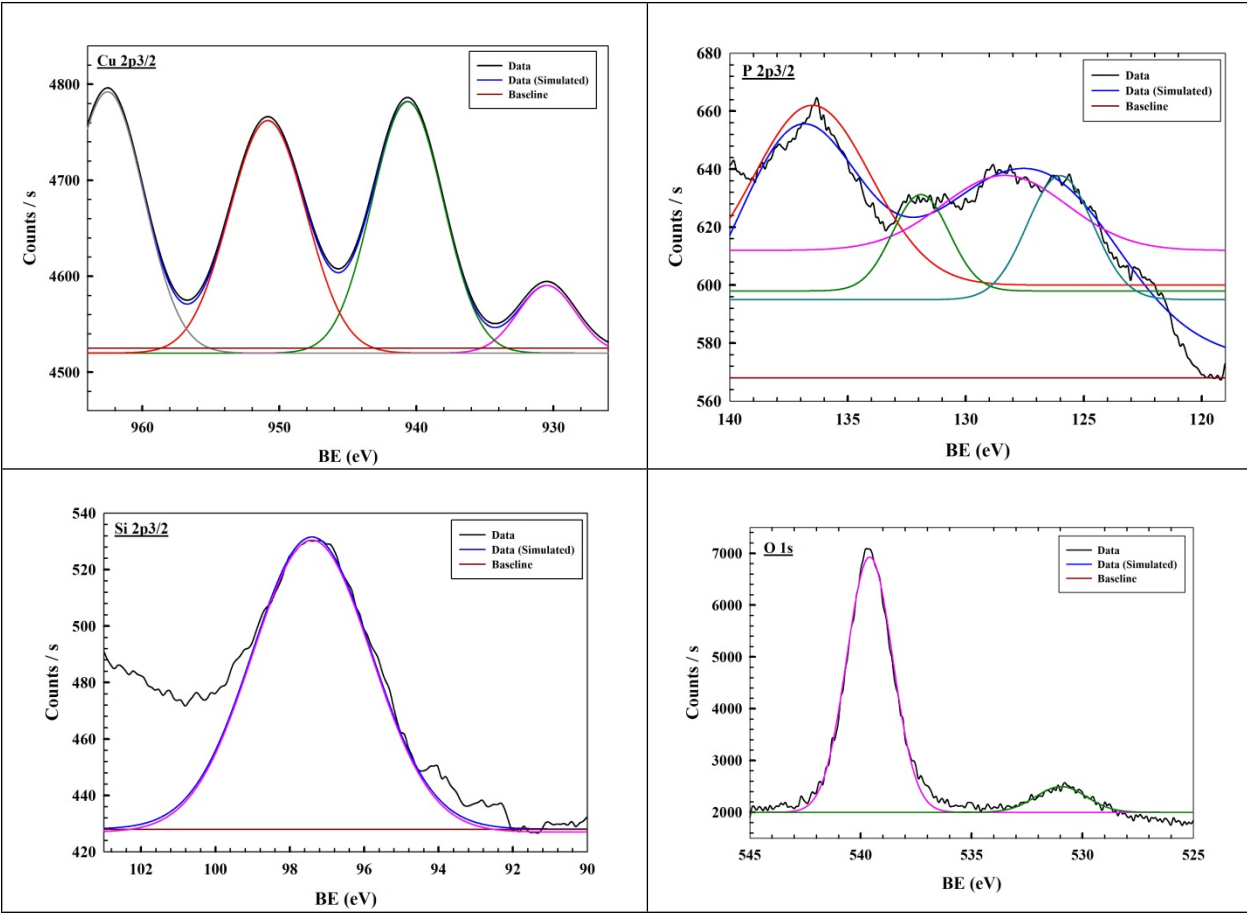 Cu 2p3/2
Data
Data (Simulated)
Baseline
4800
4700
4600
4500
Counts / s
960 950 940 930
BE (eV)
P 2p3/2
Data
Data (Simulated)
Baseline
680
660
640
620
600
580
560
Counts / s
140 135 130 125 120
BE (eV)
Si 2p3/2
Data
Data (Simulated)
Baseline
540
520
500
480
460
440
420
Counts / s
102 100 98 96 94 92 90
BE (eV)
O 1s
Data
Data (Simulated)
Baseline
7000
6000
5000
4000
3000
2000
Counts / s
545 540 535 530 525
BE (eV)